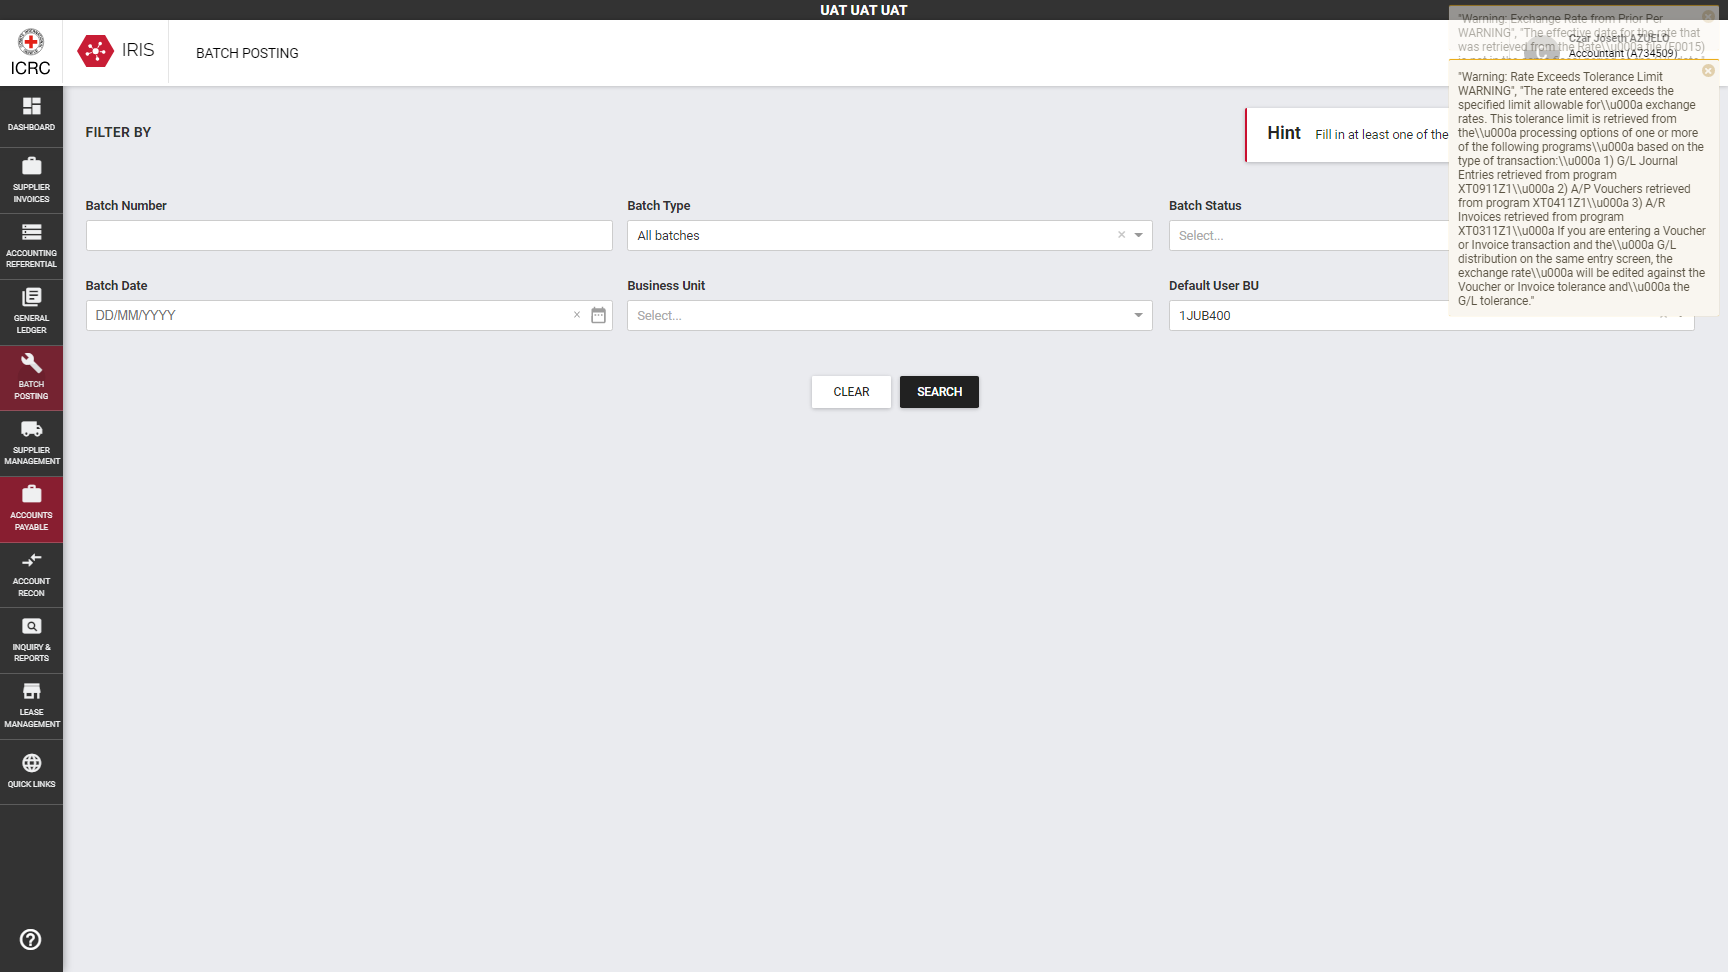 UAT UAT UAT
ICRC
IRIS
BATCH POSTING
"Warning: Exchange Rate from Prior Per
WARNING", "The effective date for the rate that
was retrieved from the Rate\\u000a file (F0015)
Czar Joseth AZUELO
Accountant (A734509)
"Warning: Rate Exceeds Tolerance Limit
WARNING", "The rate entered exceeds the
specified limit allowable for\\u000a exchange
rates. This tolerance limit is retrieved from
the\\u000a processing options of one or more
of the following programs\\u000a based on the
type of transaction:\\u000a 1) G/L Journal
Entries retrieved from program
XT0911Z1\\u000a 2) A/P Vouchers retrieved
from program XT0411Z1\\u000a 3) A/R
Invoices retrieved from program
XT0311Z1\\u000a If you are entering a Voucher
or Invoice transaction and the\\u000a G/L
distribution on the same entry screen, the
exchange rate\\u000a will be edited against the
Voucher or Invoice tolerance and\\u000a the
G/L tolerance."
DASHBOARD
SUPPLIER
INVOICES
ACCOUNTING
REFERENTIAL
GENERAL
LEDGER
BATCH
POSTING
SUPPLIER
MANAGEMENT
ACCOUNTS
PAYABLE
ACCOUNT
RECON
INQUIRY &
REPORTS
LEASE
MANAGEMENT
QUICK LINKS
FILTER BY
Hint Fill in at least one of the
Batch Number
Batch Type
All batches
Batch Status
Select...
Batch Date
DD/MM/YYYY
Business Unit
Select...
Default User BU
1JUB400
CLEAR
SEARCH